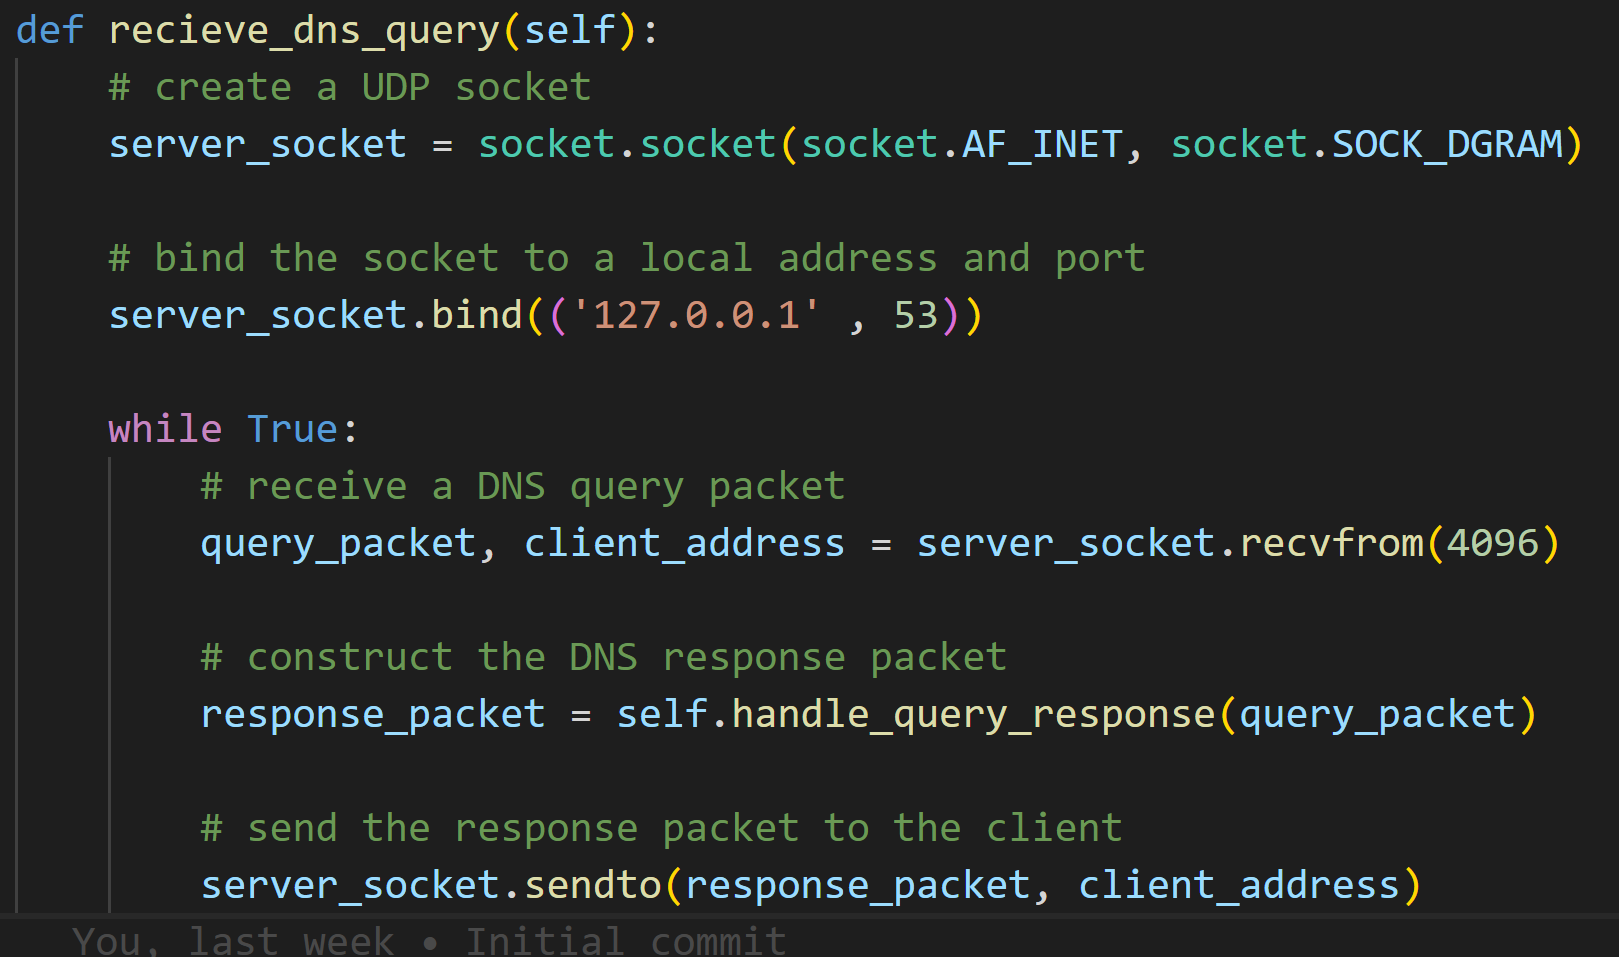 def recieve_dns_query(self):
# create a UDP socket
server_socket = socket.socket(socket.AF_INET, socket.SOCK_DGRAM)
# bind the socket to a local address and port
server_socket.bind(('127.0.0.1' , 53))
while True:
# receive a DNS query packet
query_packet, client_address = server_socket.recvfrom(4096)
# construct the DNS response packet
response_packet = self.handle_query_response(query_packet)
# send the response packet to the client
server_socket.sendto(response_packet, client_address)
You, last week • Initial commit